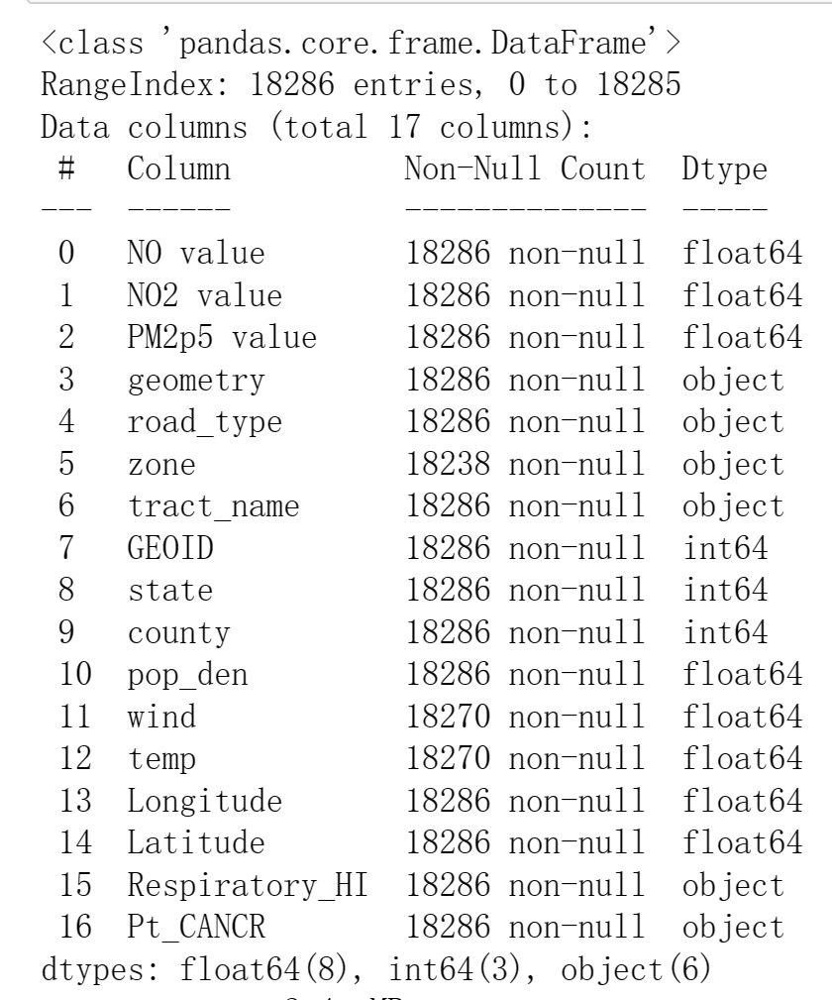 <class 'pandas.core.frame.DataFrame'>
RangeIndex: 18286 entries, 0 to 18285
Data columns (total 17 columns):
 #   Column          Non-Null Count  Dtype
---  ------          --------------  -----
 0   NO value        18286 non-null  float64
 1   NO2 value       18286 non-null  float64
 2   PM2p5 value     18286 non-null  float64
 3   geometry        18286 non-null  object
 4   road_type       18286 non-null  object
 5   zone            18238 non-null  object
 6   tract_name      18286 non-null  object
 7   GEOID           18286 non-null  int64
 8   state           18286 non-null  int64
 9   county          18286 non-null  int64
 10  pop_den         18286 non-null  float64
 11  wind            18270 non-null  float64
 12  temp            18270 non-null  float64
 13  Longitude       18286 non-null  float64
 14  Latitude        18286 non-null  float64
 15  Respiratory_HI  18286 non-null  object
 16  Pt_CANCR        18286 non-null  object
dtypes: float64(8), int64(3), object(6)